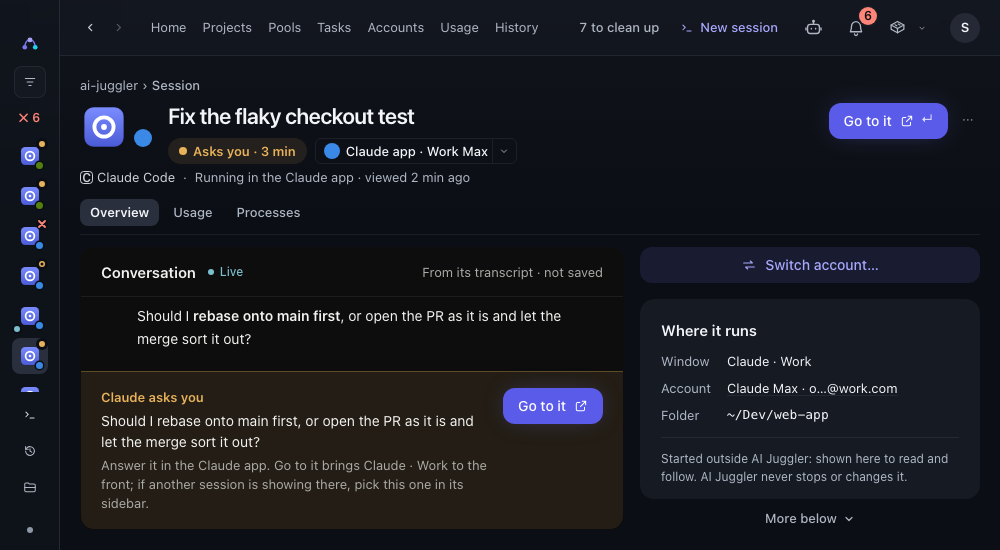 Home Projects Pools Tasks Accounts Usage History 7 to clean up New session 6 S
6
ai-juggler › Session
Fix the flaky checkout test
Go to it
Asks you · 3 min Claude app · Work Max
C Claude Code · Running in the Claude app · viewed 2 min ago
Overview Usage Processes
Conversation Live From its transcript · not saved
Should I rebase onto main first, or open the PR as it is and let the
merge sort it out?
Claude asks you
Should I rebase onto main first, or open the PR as it is and
let the merge sort it out?
Answer it in the Claude app. Go to it brings Claude · Work to the
front; if another session is showing there, pick this one in its
sidebar.
Go to it
Switch account...
Where it runs
Window Claude · Work
Account Claude Max · o…@work.com
Folder ~/Dev/web-app
Started outside AI Juggler: shown here to read and
follow. AI Juggler never stops or changes it.
More below